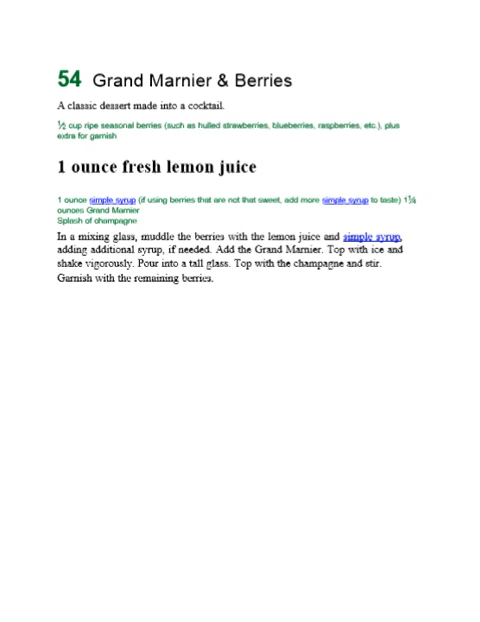 54 Grand Marnier & Berries
A classic dessert made into a cocktail.
½ cup ripe seasonal berries (such as hulled strawberries, blueberries, raspberries, etc.), plus
extra for garnish
1 ounce fresh lemon juice
1 ounce simple syrup (if using berries that are not that sweet, add more simple syrup to taste) 1¼
ounces Grand Marnier
Splash of champagne
In a mixing glass, muddle the berries with the lemon juice and simple syrup,
adding additional syrup, if needed. Add the Grand Marnier. Top with ice and
shake vigorously. Pour into a tall glass. Top with the champagne and stir.
Garnish with the remaining berries.